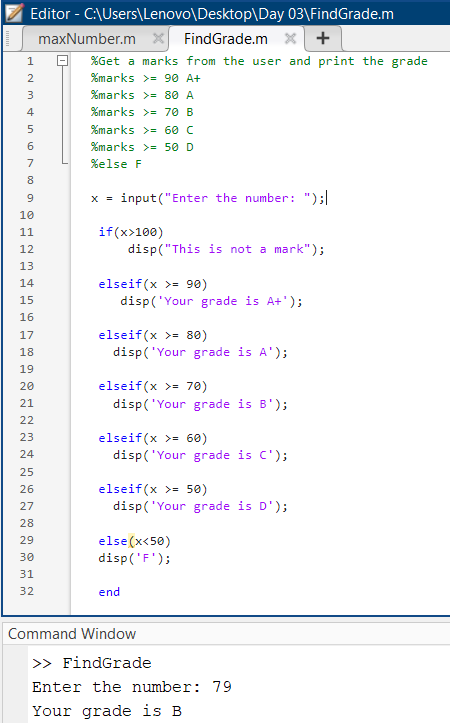 Editor - C:\Users\Lenovo\Desktop\Day 03\FindGrade.m
maxNumber.m × FindGrade.m × +
1 %Get a marks from the user and print the grade
2 %marks >= 90 A+
3 %marks >= 80 A
4 %marks >= 70 B
5 %marks >= 60 C
6 %marks >= 50 D
7 %else F
8
9 x = input("Enter the number: ");
10
11 if(x>100)
12 disp("This is not a mark");
13
14 elseif(x >= 90)
15 disp('Your grade is A+');
16
17 elseif(x >= 80)
18 disp('Your grade is A');
19
20 elseif(x >= 70)
21 disp('Your grade is B');
22
23 elseif(x >= 60)
24 disp('Your grade is C');
25
26 elseif(x >= 50)
27 disp('Your grade is D');
28
29 else(x<50)
30 disp('F');
31
32 end
Command Window
>> FindGrade
Enter the number: 79
Your grade is B